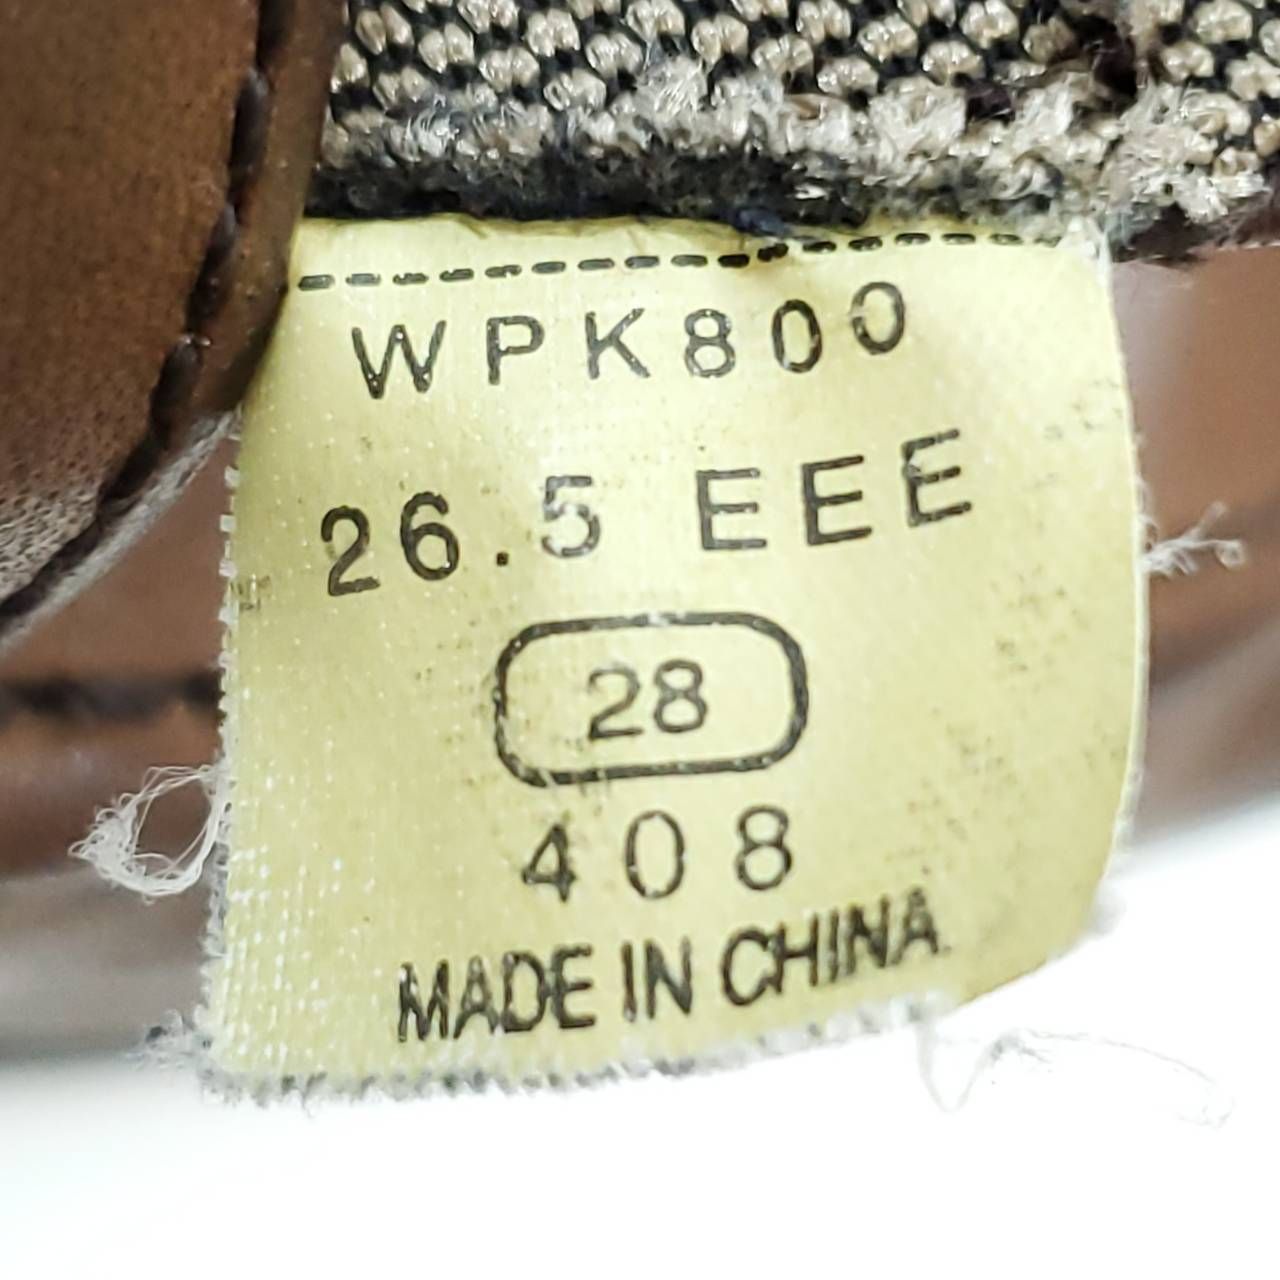 WPK800
26.5 EEE
28
408
MADE IN CHINA